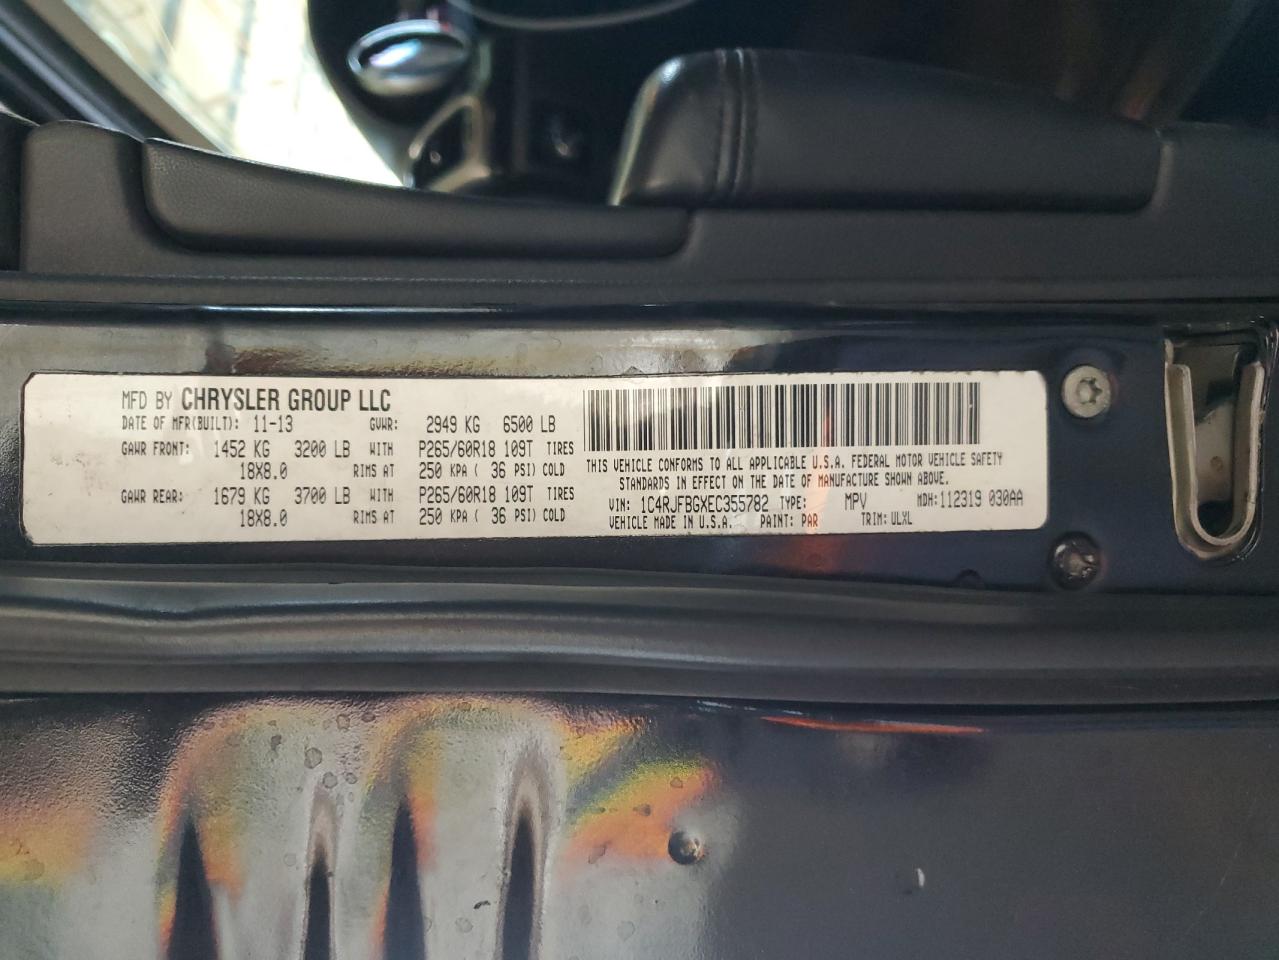 MFD BY CHRYSLER GROUP LLC
DATE OF MFR(BUILT): 11-13 GVWR: 2949 KG 6500 LB
GAWR FRONT: 1452 KG 3200 LB WITH P265/60R18 109T TIRES
18X8.0 RIMS AT 250 KPA ( 36 PSI) COLD
GAWR REAR: 1679 KG 3700 LB WITH P265/60R18 109T TIRES
18X8.0 RIMS AT 250 KPA ( 36 PSI) COLD
THIS VEHICLE CONFORMS TO ALL APPLICABLE U.S.A. FEDERAL MOTOR VEHICLE SAFETY
STANDARDS IN EFFECT ON THE DATE OF MANUFACTURE SHOWN ABOVE.
VIN: 1C4RJFBGXEC355782 TYPE: MPV MDH: 112319 030AA
VEHICLE MADE IN U.S.A. PAINT: PAR TRIM: ULXL